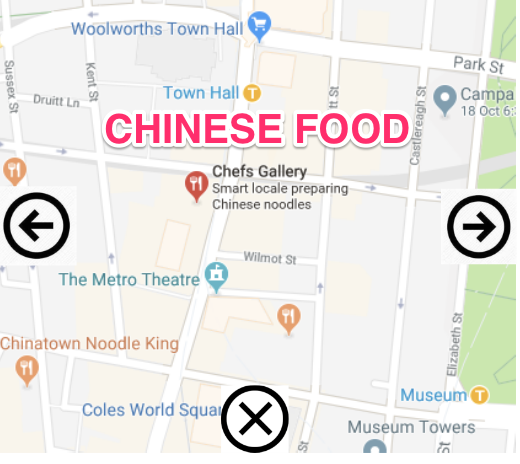 Woolworths Town Hall
Park St
Sussex St
Kent St
Druitt Ln
Town Hall
tt St
Castlereagh St
Campa
18 Oct 6:
CHINESE FOOD
Chefs Gallery
Smart locale preparing
Chinese noodles
Wilmot St
The Metro Theatre
Elizabeth St
Chinatown Noodle King
Coles World Squar
Museum
Museum Towers
St